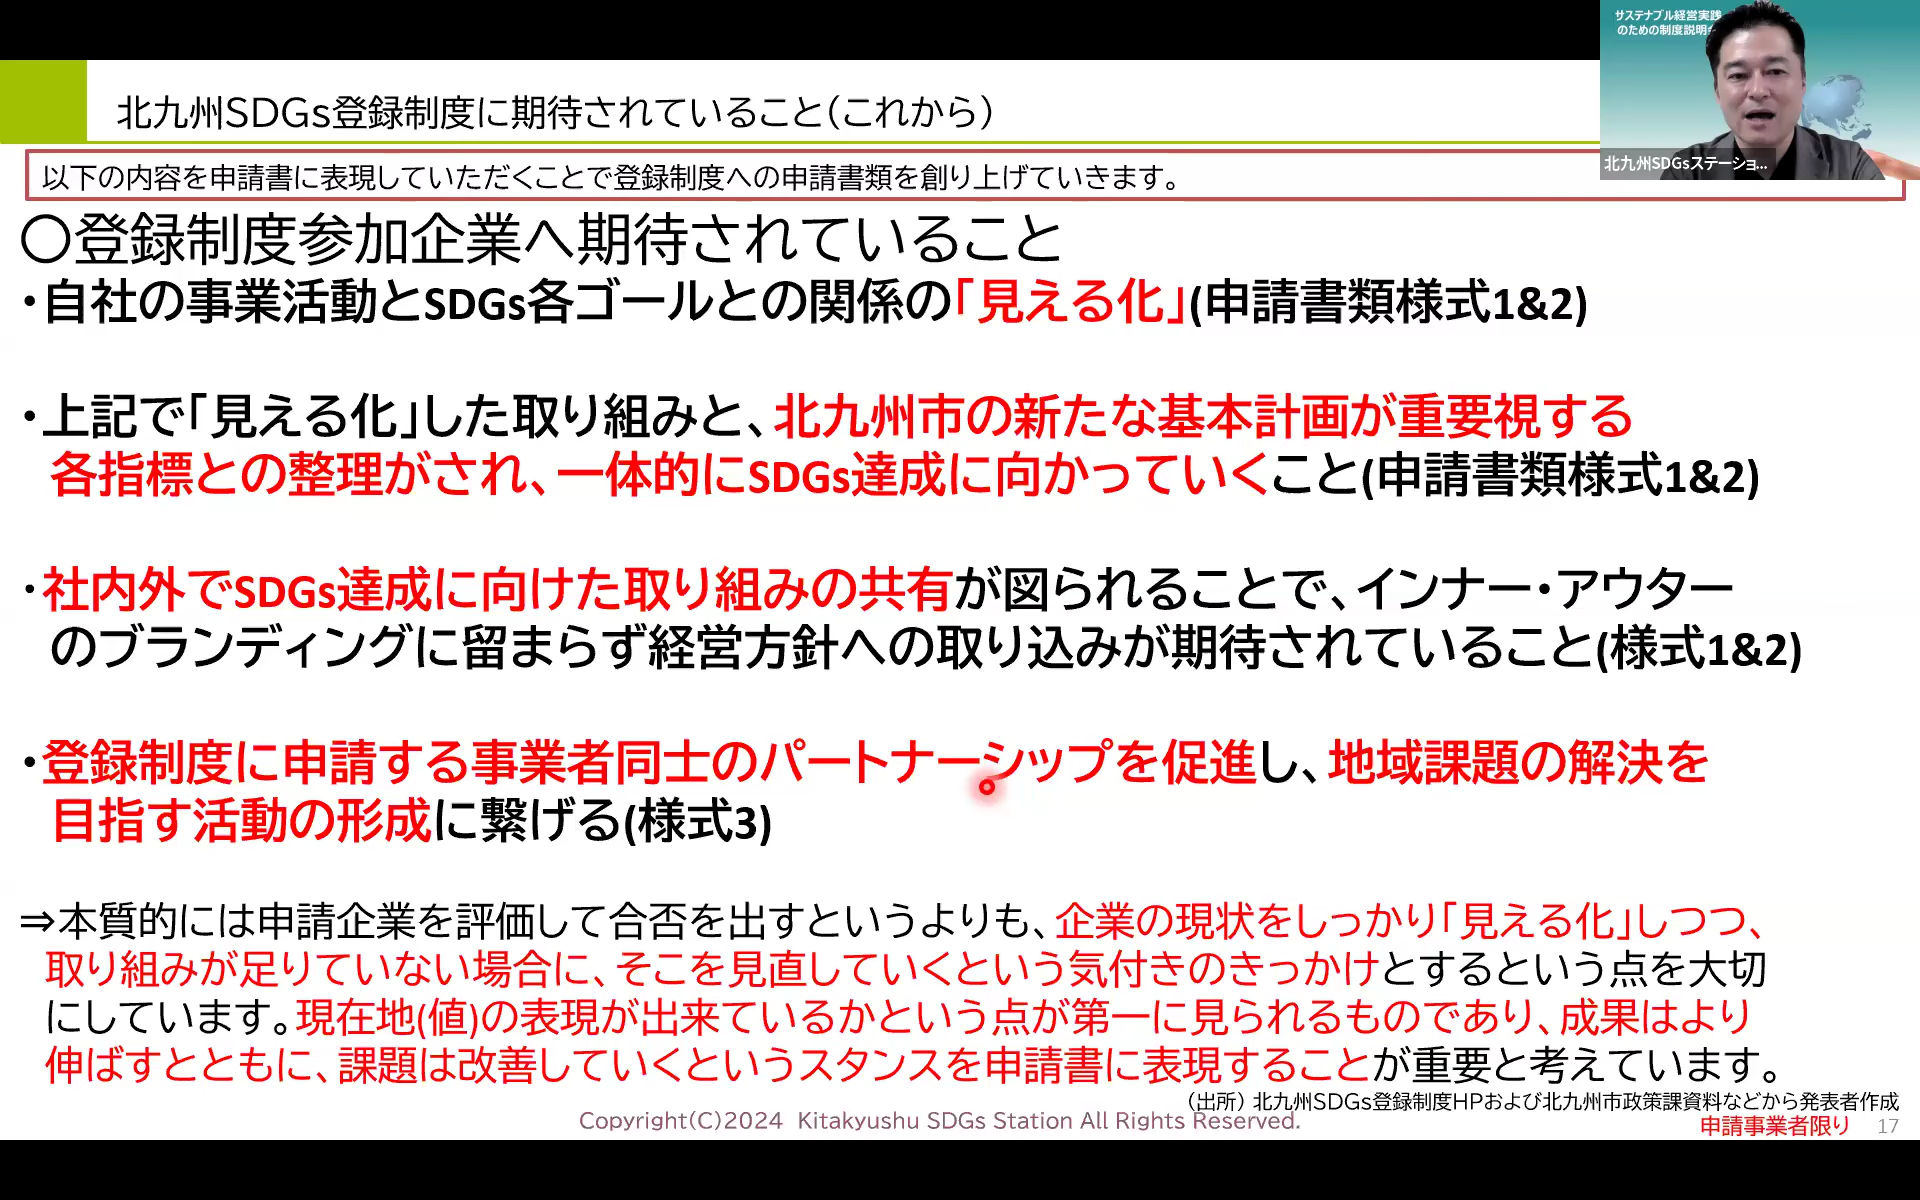 サステナブル経営実践
のための制度説明
北九州SDGsステーショ...
北九州SDGs登録制度に期待されていること(これから)
以下の内容を申請書に表現していただくことで登録制度への申請書類を創り上げていきます。
〇登録制度参加企業へ期待されていること
・自社の事業活動とSDGs各ゴールとの関係の「見える化」(申請書類様式1&2)
・上記で「見える化」した取り組みと、北九州市の新たな基本計画が重要視する
各指標との整理がされ、一体的にSDGs達成に向かっていくこと(申請書類様式1&2)
・社内外でSDGs達成に向けた取り組みの共有が図られることで、インナー・アウター
のブランディングに留まらず経営方針への取り込みが期待されていること(様式1&2)
・登録制度に申請する事業者同士のパートナーシップを促進し、地域課題の解決を
目指す活動の形成に繋げる(様式3)
⇒本質的には申請企業を評価して合否を出すというよりも、企業の現状をしっかり「見える化」しつつ、
取り組みが足りていない場合に、そこを見直していくという気付きのきっかけとするという点を大切
にしています。現在地(値)の表現が出来ているかという点が第一に見られるものであり、成果はより
伸ばすとともに、課題は改善していくというスタンスを申請書に表現することが重要と考えています。
(出所) 北九州SDGs登録制度HPおよび北九州市政策課資料などから発表者作成
Copyright(C)2024 Kitakyushu SDGs Station All Rights Reserved.
申請事業者限り 17